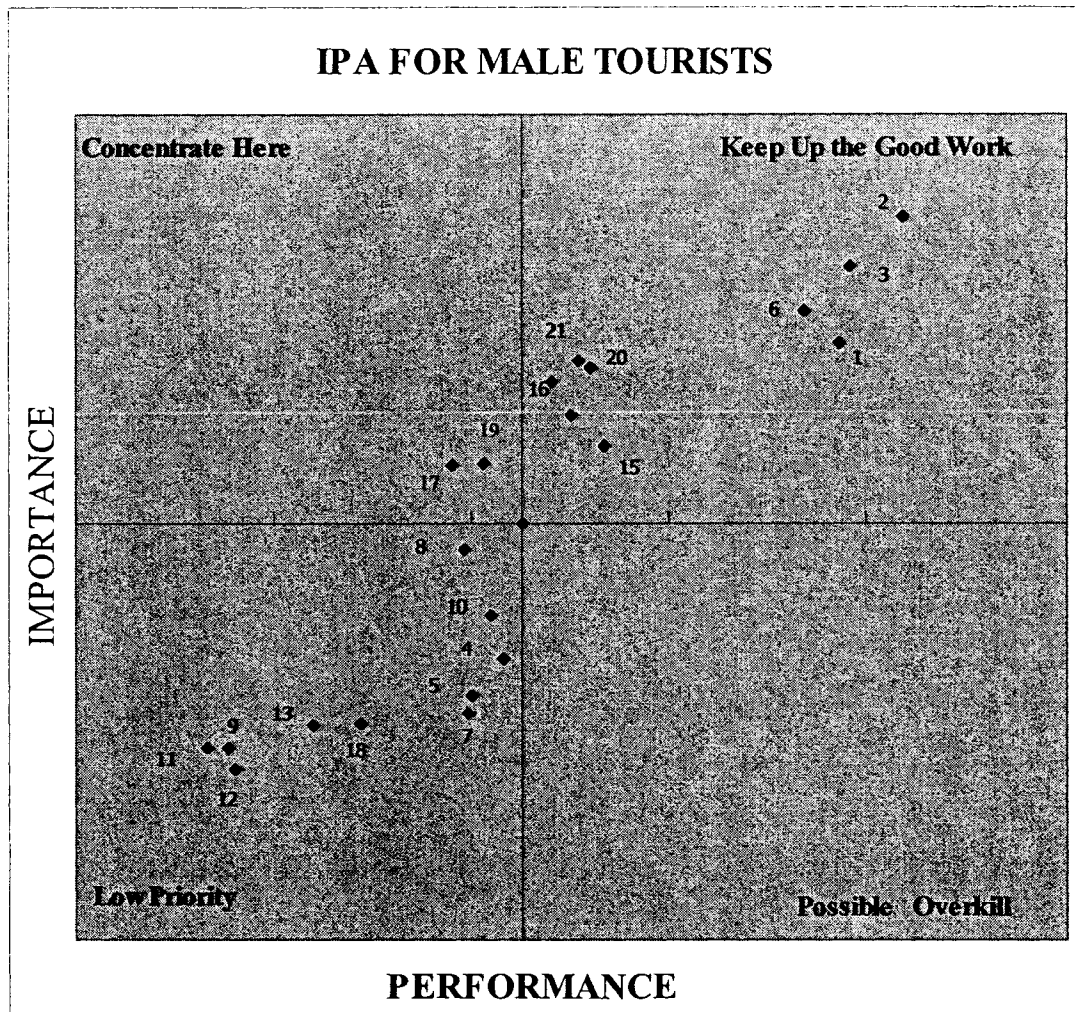 IPA FOR MALE TOURISTS
Concentrate Here
Keep Up the Good Work
2
3
6
1
21
20
16
19
15
17
8
10
4
5
7
13
18
9
11
12
Low Priority
Possible Overkill
IMPORTANCE
PERFORMANCE